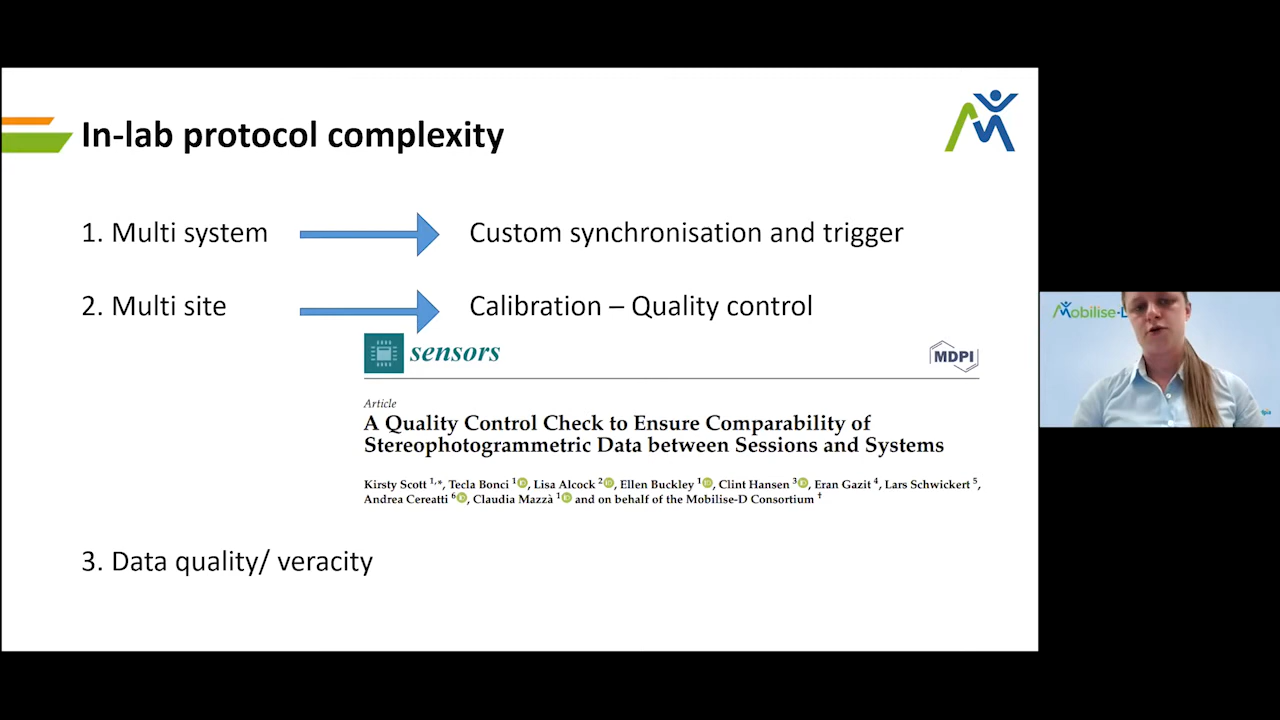 In-lab protocol complexity
1. Multi system
Custom synchronisation and trigger
2. Multi site
Calibration – Quality control
sensors
MDPI
Article
A Quality Control Check to Ensure Comparability of
Stereophotogrammetric Data between Sessions and Systems
Kirsty Scott 1,*, Tecla Bonci 1, Lisa Alcock 2, Ellen Buckley 1, Clint Hansen 3, Eran Gazit 4, Lars Schwickert 5,
Andrea Cereatti 6, Claudia Mazzà 1 and on behalf of the Mobilise-D Consortium †
3. Data quality/ veracity
Mobilise-